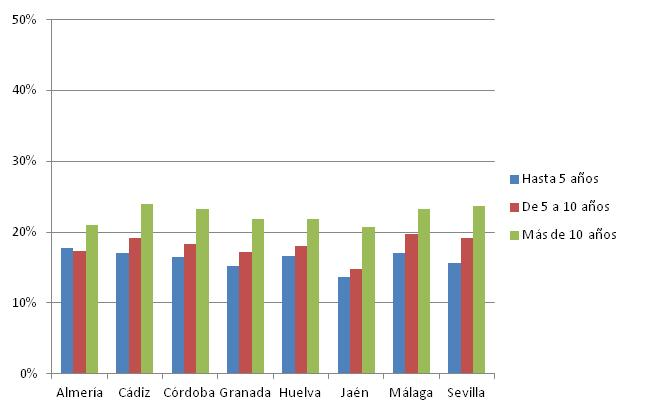 50%
40%
30%
20%
10%
0%
Almería Cádiz Córdoba Granada Huelva Jaén Málaga Sevilla
Hasta 5 años
De 5 a 10 años
Más de 10 años